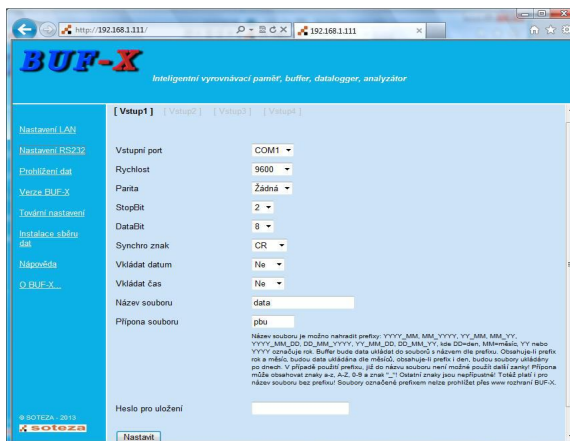 http://192.168.1.111/
192.168.1.111
BUF-X
Inteligentní vyrovnávací paměť, buffer, datalogger, analyzátor
[ Vstup1 ] [ Vstup2 ] [ Vstup3 ] [ Vstup4 ]
Nastavení LAN
Nastavení RS232
Prohlížení dat
Verze BUF-X
Tovární nastavení
Instalace sběru
dat
Nápověda
O BUF-X...
Vstupní port COM1
Rychlost 9600
Parita Žádná
StopBit 2
DataBit 8
Synchro znak CR
Vkládat datum Ne
Vkládat čas Ne
Název souboru data
Přípona souboru pbu
Název souboru je možno nahradit prefixy: YYYY_MM, MM_YYYY, YY_MM, MM_YY,
YYYY_MM_DD, DD_MM_YYYY, YY_MM_DD, DD_MM_YY, kde DD=den, MM=měsíc, YY nebo
YYYY označuje rok. Buffer bude data ukládat do souborů s názvem dle prefixu. Obsahuje-li prefix
rok a měsíc, budou data ukládána dle měsíců, obsahuje-li prefix i den, budou soubory ukládány
po dnech. V případě použití prefixu, již do názvu souboru není možné použít další zanky! Přípona
může obsahovat znaky a-z, A-Z, 0-9 a znak "_"! Ostatní znaky jsou nepřípustné! Totéž platí i pro
název souboru bez prefixu! Soubory označené prefixem nelze prohlížet přes www rozhraní BUF-X.
Heslo pro uložení
Nastavit
© SOTEZA - 2013
soteza